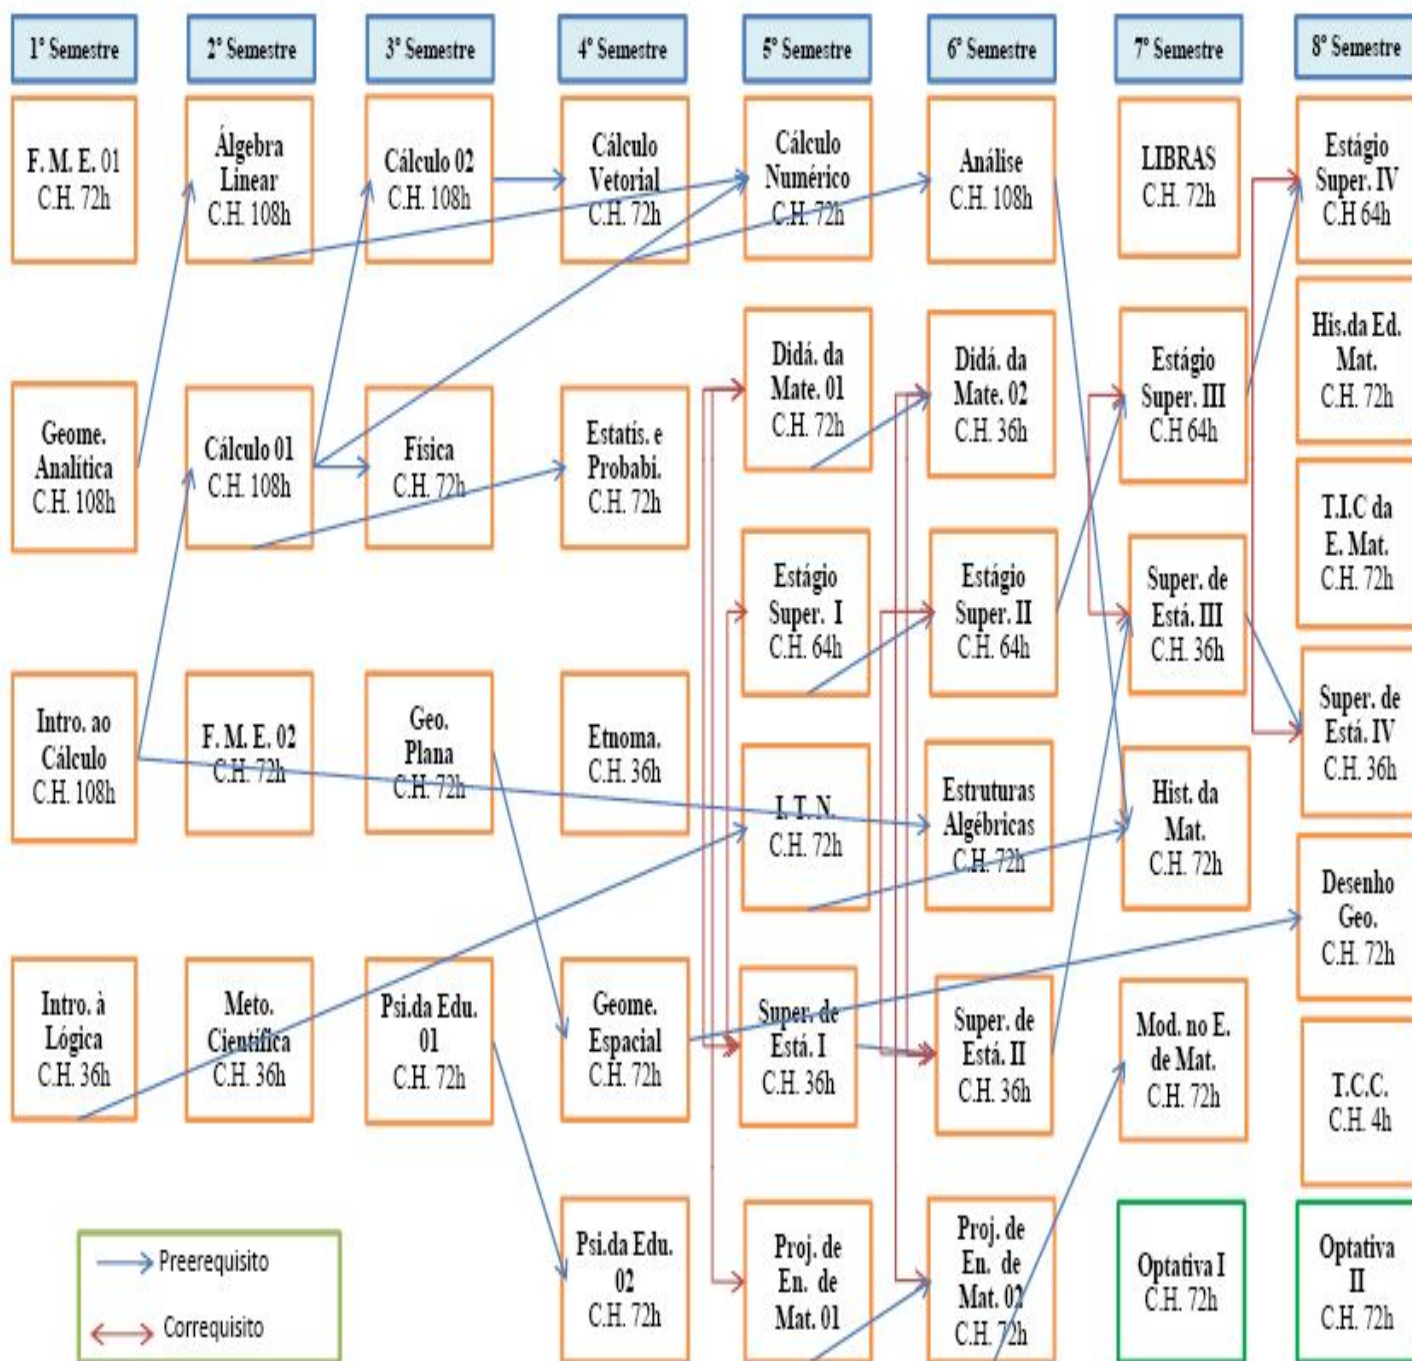 1º Semestre
2º Semestre
3º Semestre
4º Semestre
5º Semestre
6º Semestre
7º Semestre
8º Semestre
F. M. E. 01
C.H. 72h
Álgebra
Linear
C.H. 108h
Cálculo 02
C.H. 108h
Cálculo
Vetorial
C.H. 72h
Cálculo
Numérico
C.H. 72h
Análise
C.H. 108h
LIBRAS
C.H. 72h
Estágio
Super. IV
C.H 64h
Geome.
Analítica
C.H. 108h
Cálculo 01
C.H. 108h
Física
C.H. 72h
Estatís. e
Probabi.
C.H. 72h
Didá. da
Mate. 01
C.H. 72h
Didá. da
Mate. 02
C.H. 36h
Estágio
Super. III
C.H 64h
His.da Ed.
Mat.
C.H. 72h
Estágio
Super. I
C.H. 64h
Estágio
Super. II
C.H. 64h
Super. de
Está. III
C.H. 36h
T.I.C da
E. Mat.
C.H. 72h
Intro. ao
Cálculo
C.H. 108h
F. M. E. 02
C.H. 72h
Geo.
Plana
C.H. 72h
Etnoma.
C.H. 36h
I. T. N.
C.H. 72h
Estruturas
Algébricas
C.H. 72h
Hist. da
Mat.
C.H. 72h
Super. de
Está. IV
C.H. 36h
Intro. à
Lógica
C.H. 36h
Meto.
Científica
C.H. 36h
Psi.da Edu.
01
C.H. 72h
Geome.
Espacial
C.H. 72h
Super. de
Está. I
C.H. 36h
Super. de
Está. II
C.H. 36h
Mod. no E.
de Mat.
C.H. 72h
Desenho
Geo.
C.H. 72h
T.C.C.
C.H. 4h
Psi.da Edu.
02
C.H. 72h
Proj. de
En. de
Mat. 01
Proj. de
En. de
Mat. 02
C.H. 72h
Optativa I
C.H. 72h
Optativa
II
C.H. 72h
Preerequisito
Correquisito